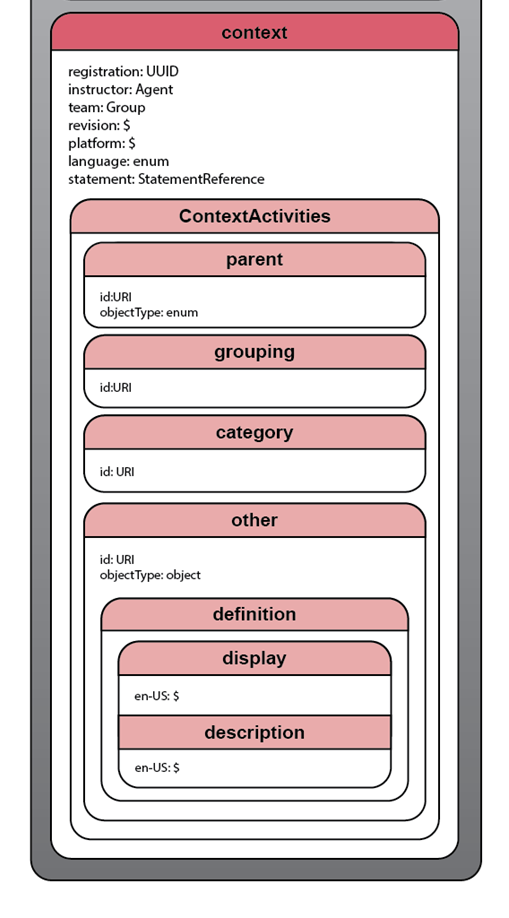 context
registration: UUID
instructor: Agent
team: Group
revision: $
platform: $
language: enum
statement: StatementReference
ContextActivities
parent
id:URI
objectType: enum
grouping
id:URI
category
id: URI
other
id: URI
objectType: object
definition
display
en-US: $
description
en-US: $